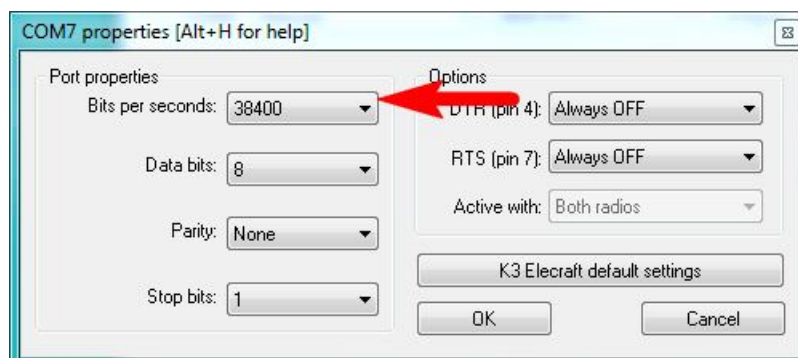 COM7 properties [Alt+H for help]
Port properties
Bits per seconds: 38400
Data bits: 8
Parity: None
Stop bits: 1
Options
DTR (pin 4): Always OFF
RTS (pin 7): Always OFF
Active with: Both radios
K3 Elecraft default settings
OK Cancel